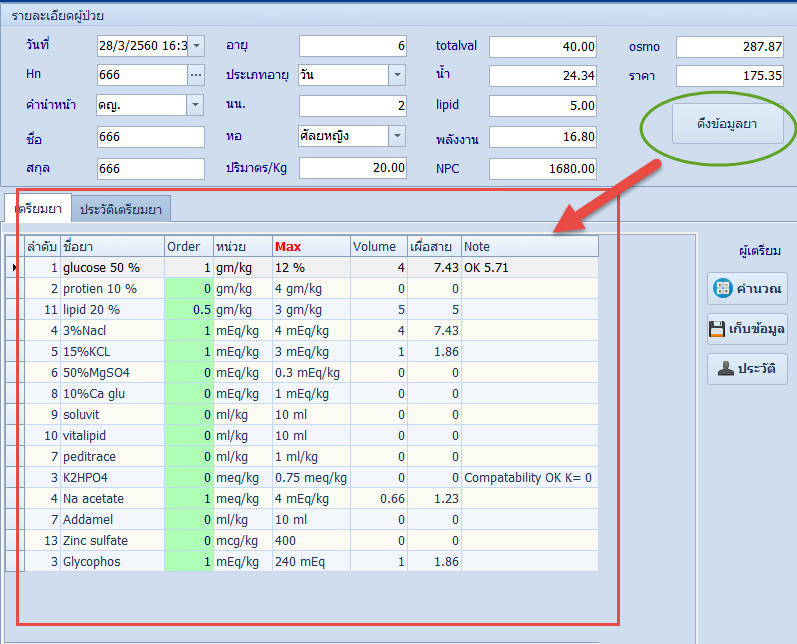 รายละเอียดผู้ป่วย
วันที่ 28/3/2560 16:3 อายุ 6 totalval 40.00 osmo 287.87
Hn 666 ประเภทอายุ วัน น้ำ 24.34 ราคา 175.35
คำนำหน้า ดญ. นน. 2 lipid 5.00 ดึงข้อมูลยา
ชื่อ 666 หอ ศัลยหญิง พลังงาน 16.80
สกุล 666 ปริมาตร/Kg 20.00 NPC 1680.00
เตรียมยา ประวัติเตรียมยา
ลำดับ ชื่อยา Order หน่วย Max Volume เผื่อสาย Note
1 glucose 50 % 1 gm/kg 12 % 4 7.43 OK 5.71
2 protien 10 % 0 gm/kg 4 gm/kg 0 0
11 lipid 20 % 0.5 gm/kg 3 gm/kg 5 5
4 3%Nacl 1 mEq/kg 4 mEq/kg 4 7.43
5 15%KCL 1 mEq/kg 3 mEq/kg 1 1.86
6 50%MgSO4 0 mEq/kg 0.3 mEq/kg 0 0
8 10%Ca glu 0 mEq/kg 1 mEq/kg 0 0
9 soluvit 0 ml/kg 10 ml 0 0
10 vitalipid 0 ml/kg 10 ml 0 0
7 peditrace 0 ml/kg 1 ml/kg 0 0
3 K2HPO4 0 meq/kg 0.75 meq/kg 0 0 Compatability OK K= 0
4 Na acetate 1 meq/kg 4 mEq/kg 0.66 1.23
7 Addamel 0 ml/kg 10 ml 0 0
13 Zinc sulfate 0 mcg/kg 400 0 0
3 Glycophos 1 mEq/kg 240 mEq 1 1.86
ผู้เตรียม
คำนวณ
เก็บข้อมูล
ประวัติ